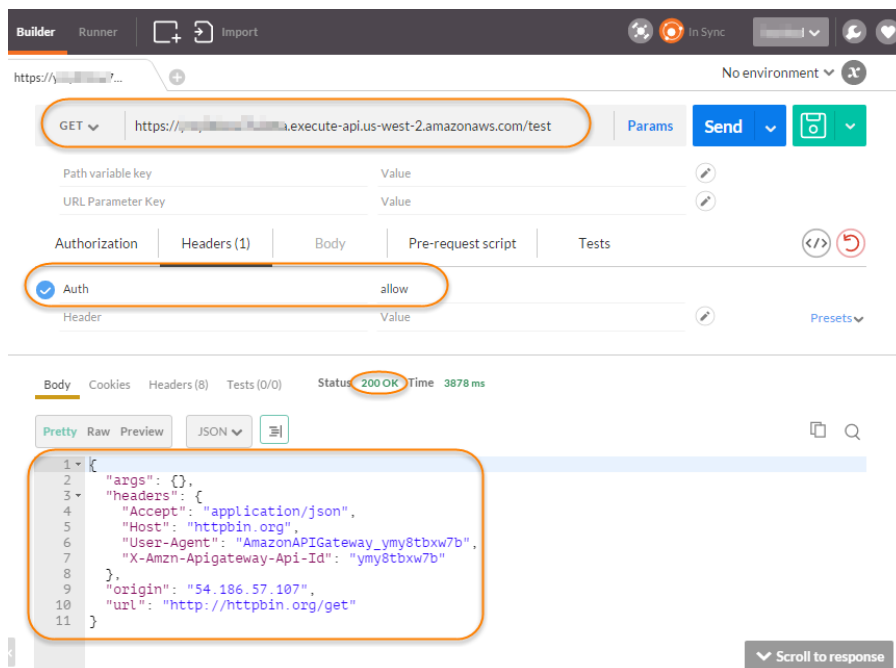 Builder Runner Import In Sync
https:// 7... No environment
GET https:// .execute-api.us-west-2.amazonaws.com/test Params Send
Path variable key Value
URL Parameter Key Value
Authorization Headers (1) Body Pre-request script Tests
Auth allow
Header Value Presets
Body Cookies Headers (8) Tests (0/0) Status 200 OK Time 3878 ms
Pretty Raw Preview JSON
1 {
2 "args": {},
3 "headers": {
4 "Accept": "application/json",
5 "Host": "httpbin.org",
6 "User-Agent": "AmazonAPIGateway_ymy8tbxw7b",
7 "X-Amzn-Apigateway-Api-Id": "ymy8tbxw7b"
8 },
9 "origin": "54.186.57.107",
10 "url": "http://httpbin.org/get"
11 }
Scroll to response